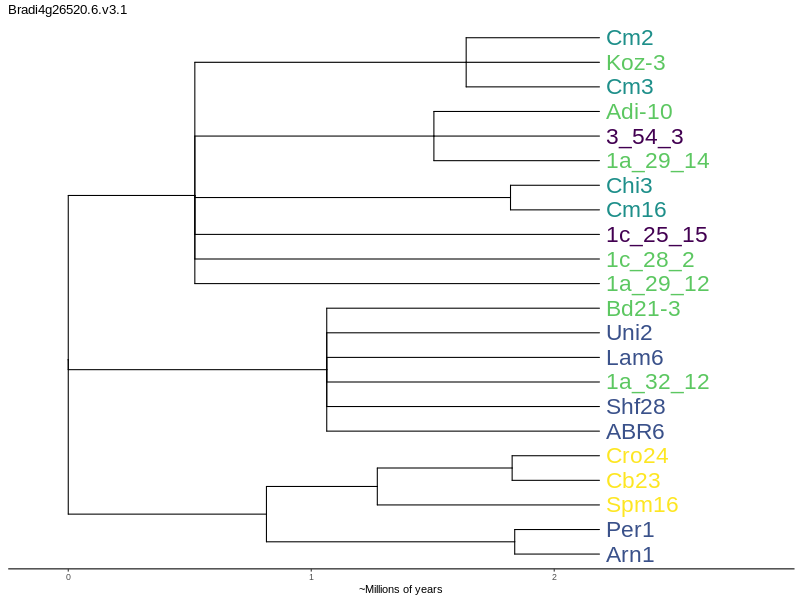 Bradi4g26520.6.v3.1
Cm2
Koz-3
Cm3
Adi-10
3_54_3
1a_29_14
Chi3
Cm16
1c_25_15
1c_28_2
1a_29_12
Bd21-3
Uni2
Lam6
1a_32_12
Shf28
ABR6
Cro24
Cb23
Spm16
Per1
Arn1
0 1 2
~Millions of years